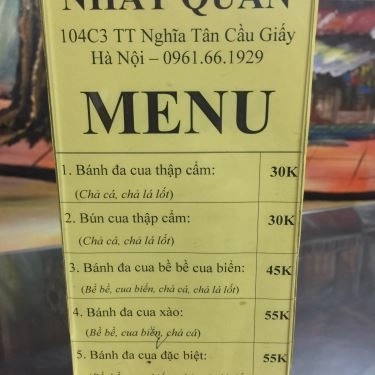 NHẤT QUÁN
104C3 TT Nghĩa Tân Cầu Giấy
Hà Nội – 0961.66.1929
MENU
1. Bánh đa cua thập cẩm: 30K
(Chả cá, chả lá lốt)
2. Bún cua thập cẩm: 30K
(Chả cá, chả lá lốt)
3. Bánh đa cua bề bề cua biển: 45K
(Bề bề, cua biển, chả cá, chả lá lốt)
4. Bánh đa cua xào: 55K
(Bề bề, cua biển, chả cá)
5. Bánh đa cua đặc biệt: 55K